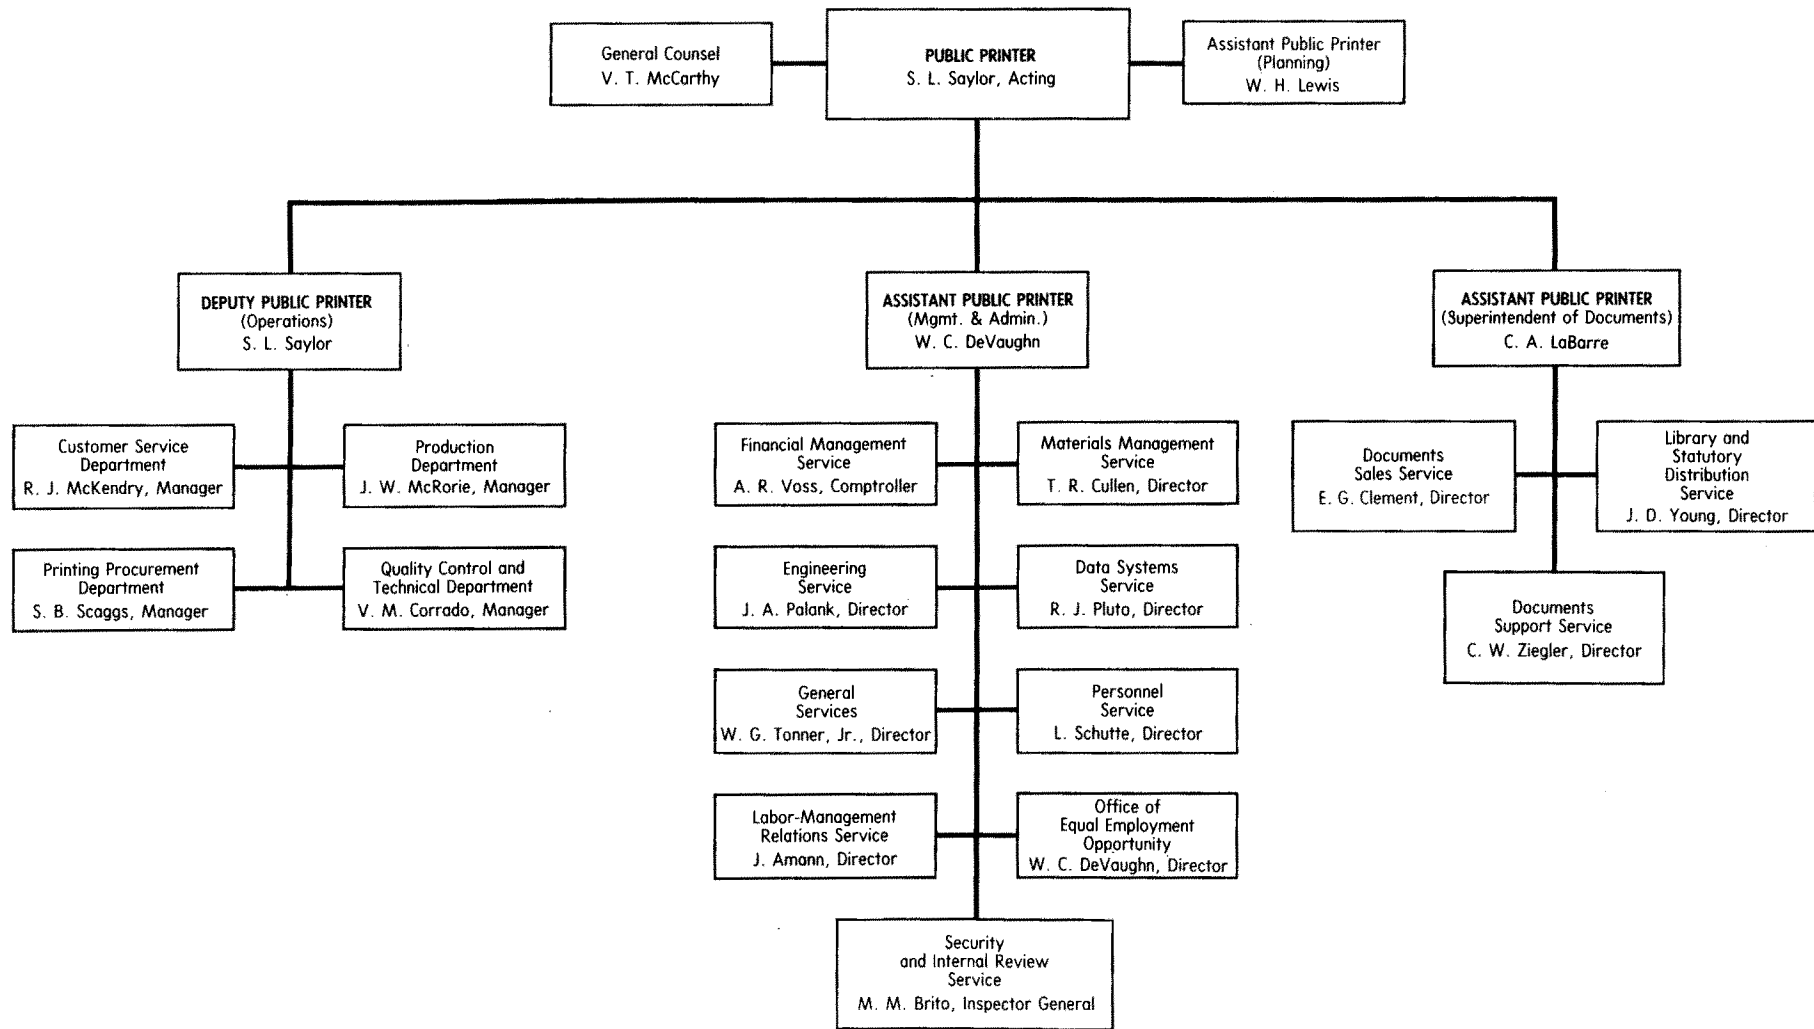 General Counsel
V. T. McCarthy
PUBLIC PRINTER
S. L. Saylor, Acting
Assistant Public Printer
(Planning)
W. H. Lewis
DEPUTY PUBLIC PRINTER
(Operations)
S. L. Saylor
ASSISTANT PUBLIC PRINTER
(Mgmt. & Admin.)
W. C. DeVaughn
ASSISTANT PUBLIC PRINTER
(Superintendent of Documents)
C. A. LaBarre
Customer Service
Department
R. J. McKendry, Manager
Production
Department
J. W. McRorie, Manager
Printing Procurement
Department
S. B. Scaggs, Manager
Quality Control and
Technical Department
V. M. Corrado, Manager
Financial Management
Service
A. R. Voss, Comptroller
Materials Management
Service
T. R. Cullen, Director
Engineering
Service
J. A. Palank, Director
Data Systems
Service
R. J. Pluto, Director
General
Services
W. G. Tonner, Jr., Director
Personnel
Service
L. Schutte, Director
Labor-Management
Relations Service
J. Amann, Director
Office of
Equal Employment
Opportunity
W. C. DeVaughn, Director
Security
and Internal Review
Service
M. M. Brito, Inspector General
Documents
Sales Service
E. G. Clement, Director
Library and
Statutory
Distribution
Service
J. D. Young, Director
Documents
Support Service
C. W. Ziegler, Director